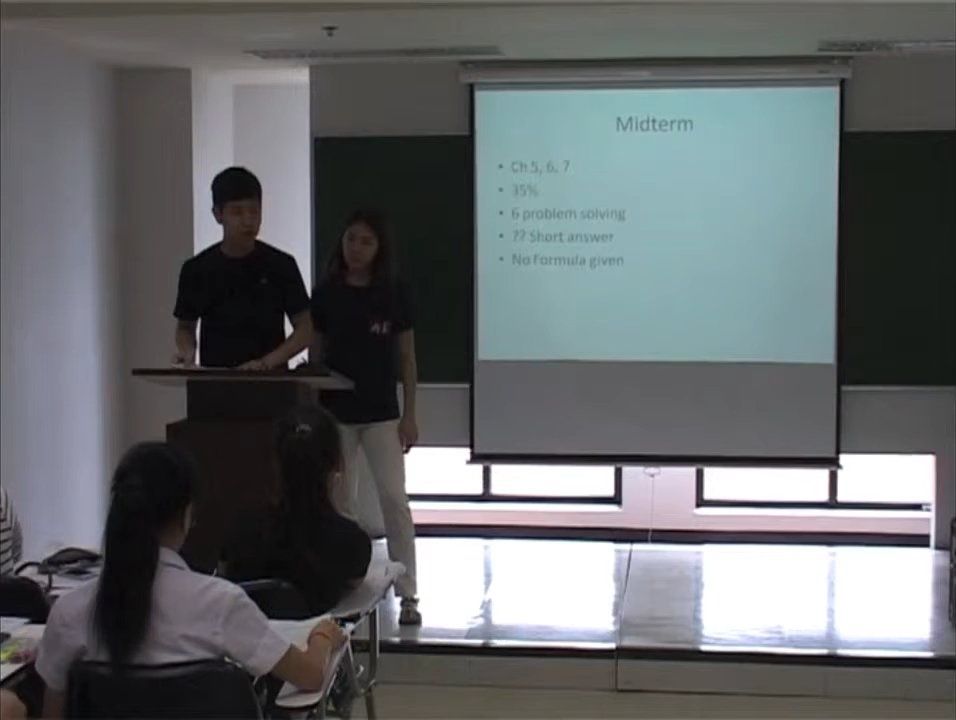 Midterm
• Ch 5, 6, 7
• 35%
• 6 problem solving
• ?? Short answer
• No Formula given